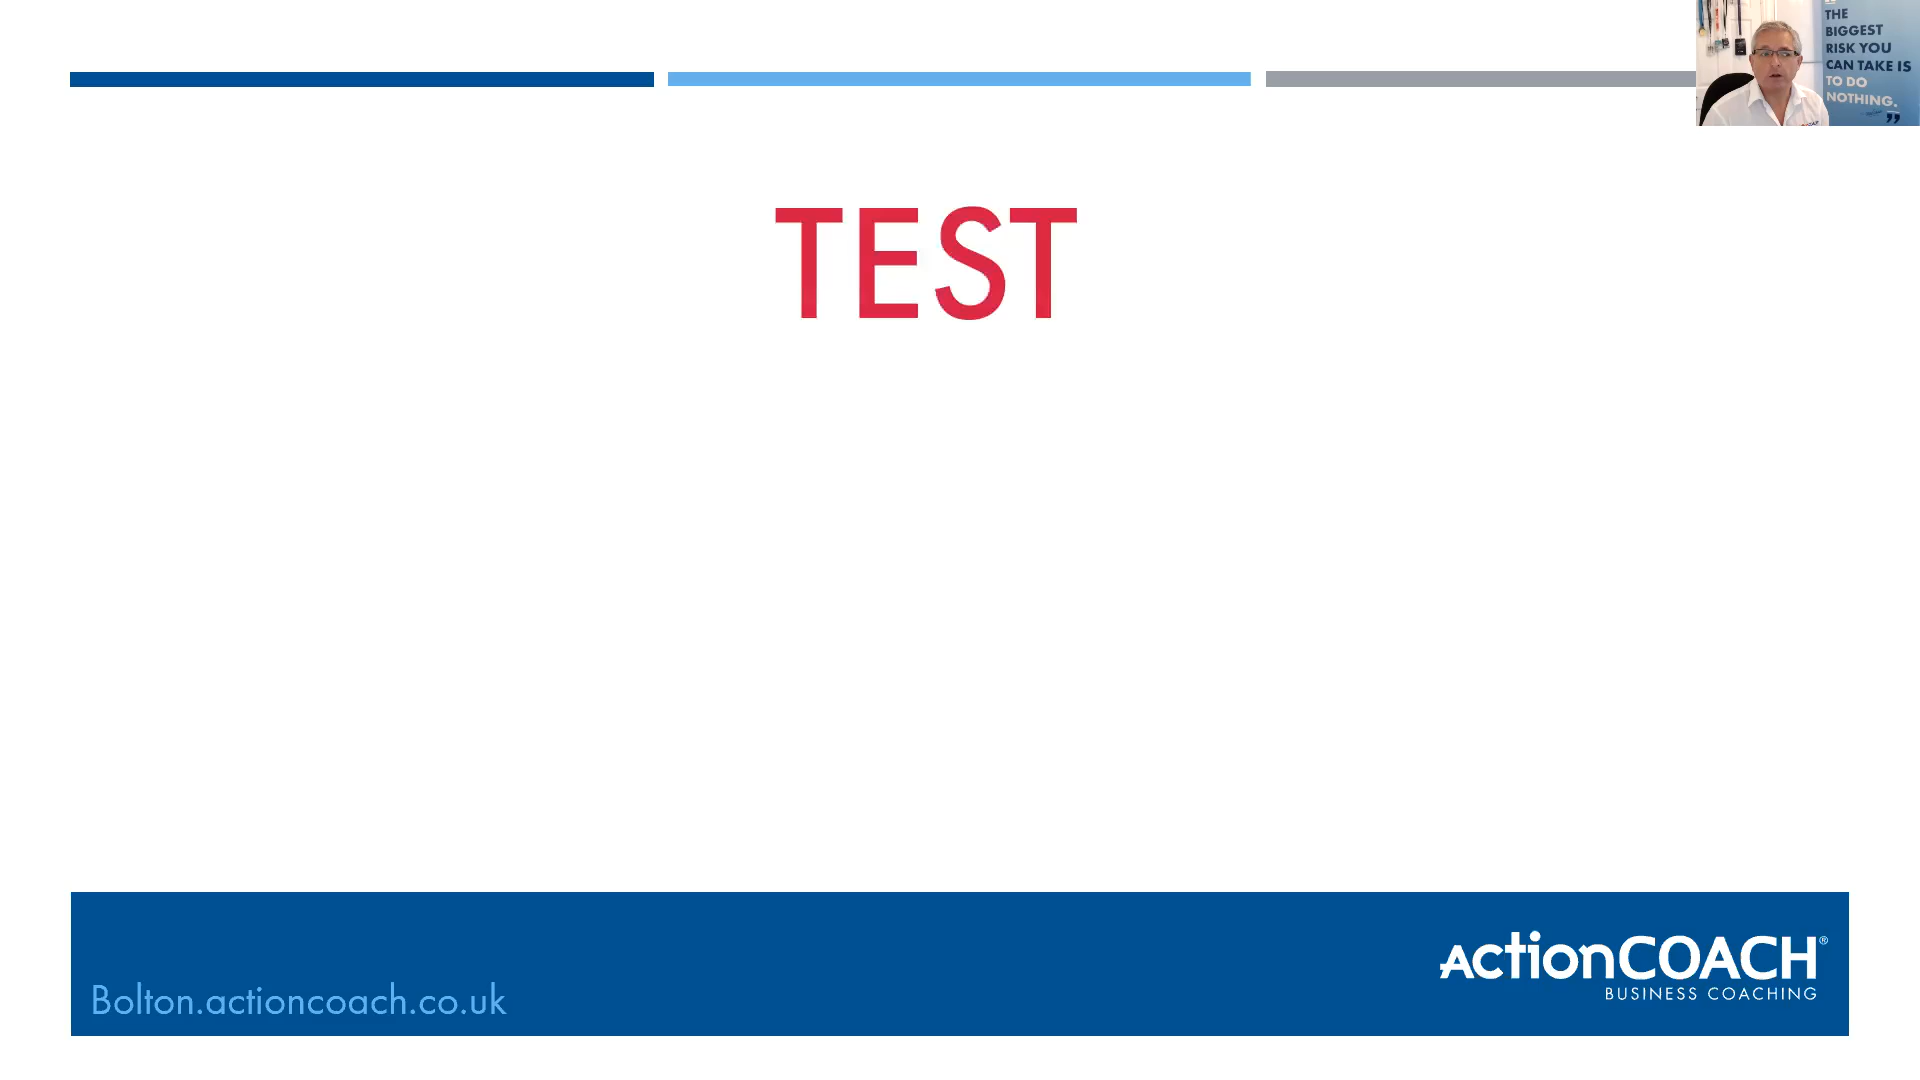 THE
BIGGEST
RISK YOU
CAN TAKE IS
TO DO
NOTHING.
”
TEST
actionCOACH®
BUSINESS COACHING
Bolton.actioncoach.co.uk